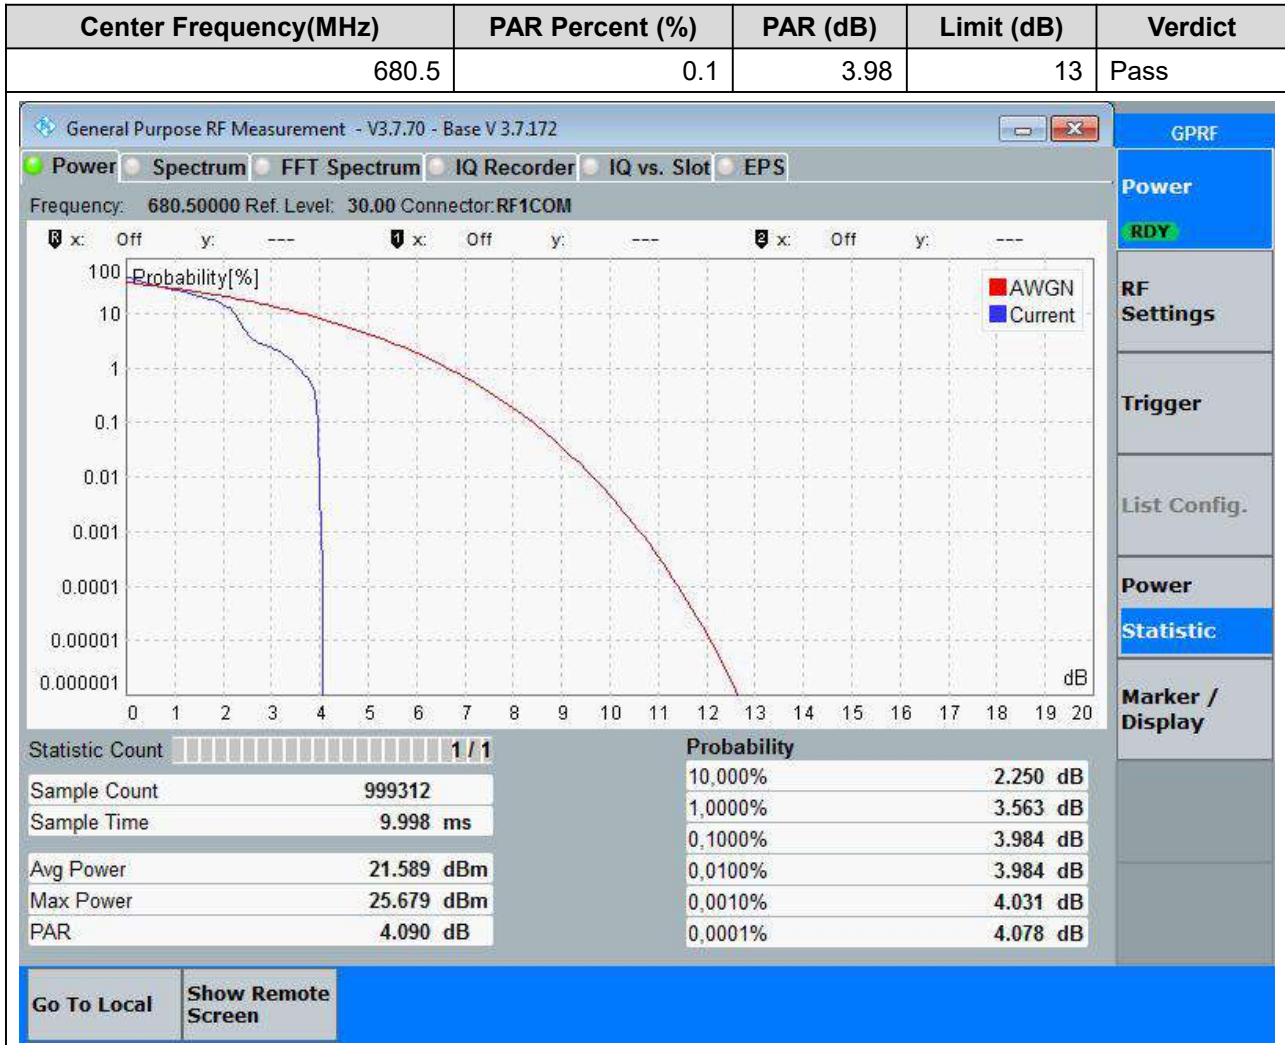 Center Frequency(MHz) PAR Percent (%) PAR (dB) Limit (dB) Verdict
680.5 0.1 3.98 13 Pass
General Purpose RF Measurement - V3.7.70 - Base V 3.7.172
GPRF
Power Spectrum FFT Spectrum IQ Recorder IQ vs. Slot EPS
Frequency: 680.50000 Ref. Level: 30.00 Connector: RF1COM
R x: Off y: --- 1 x: Off y: --- 2 x: Off y: ---
Probability[%]
AWGN
Current
100
10
1
0.1
0.01
0.001
0.0001
0.00001
0.000001
dB
0 1 2 3 4 5 6 7 8 9 10 11 12 13 14 15 16 17 18 19 20
Statistic Count 1 / 1
Sample Count 999312
Sample Time 9.998 ms
Avg Power 21.589 dBm
Max Power 25.679 dBm
PAR 4.090 dB
Probability
10,000% 2.250 dB
1,0000% 3.563 dB
0,1000% 3.984 dB
0,0100% 3.984 dB
0,0010% 4.031 dB
0,0001% 4.078 dB
Power
RDY
RF
Settings
Trigger
List Config.
Power
Statistic
Marker /
Display
Go To Local
Show Remote
Screen